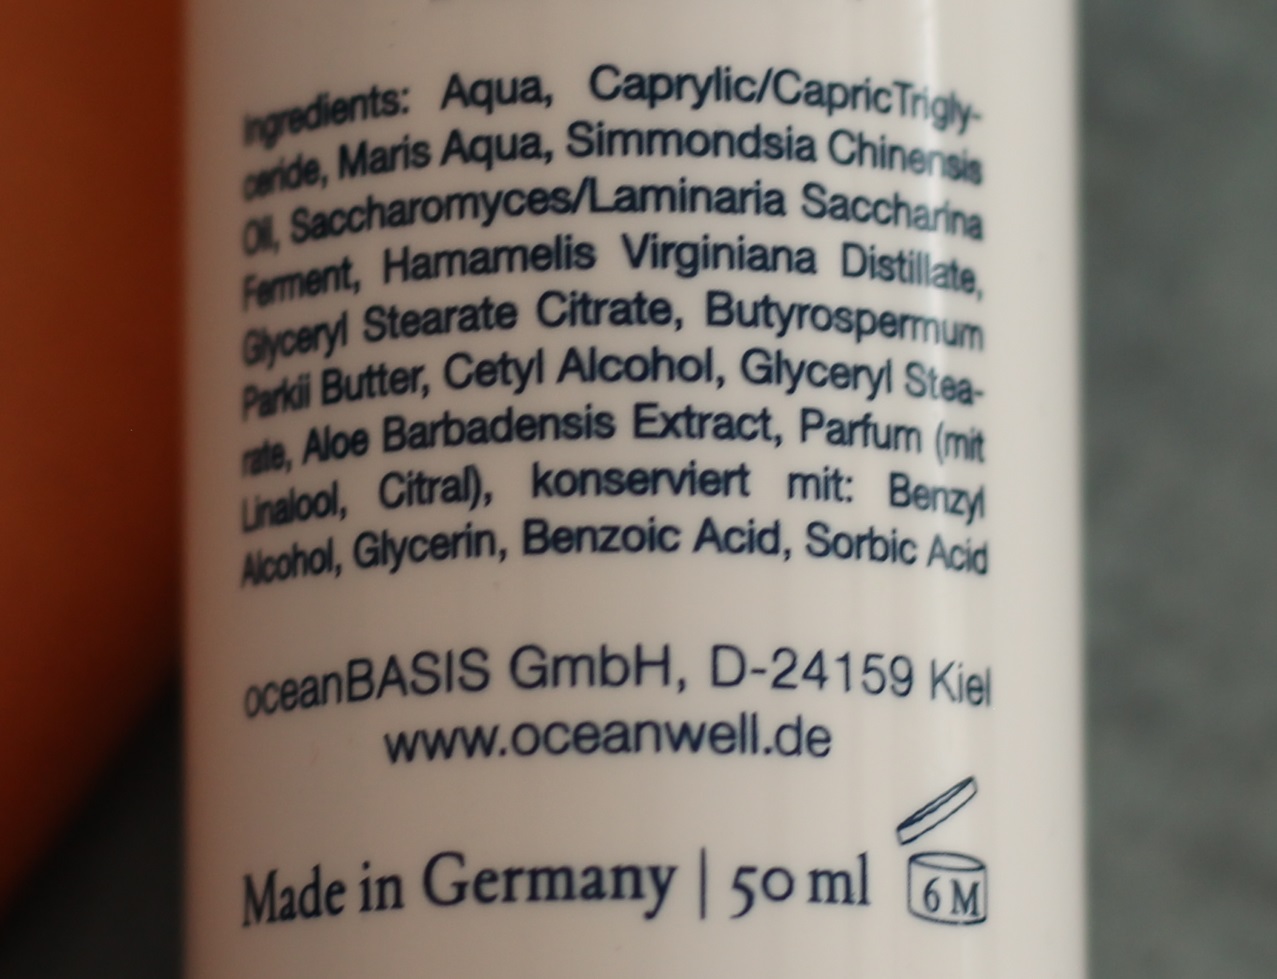 Ingredients: Aqua, Caprylic/CapricTrigly-
ceride, Maris Aqua, Simmondsia Chinensis
Oil, Saccharomyces/Laminaria Saccharina
Ferment, Hamamelis Virginiana Distillate,
Glyceryl Stearate Citrate, Butyrospermum
Parkii Butter, Cetyl Alcohol, Glyceryl Stea-
rate, Aloe Barbadensis Extract, Parfum (mit
Linalool, Citral), konserviert mit: Benzyl
Alcohol, Glycerin, Benzoic Acid, Sorbic Acid
oceanBASIS GmbH, D-24159 Kiel
www.oceanwell.de
Made in Germany | 50 ml
6 M